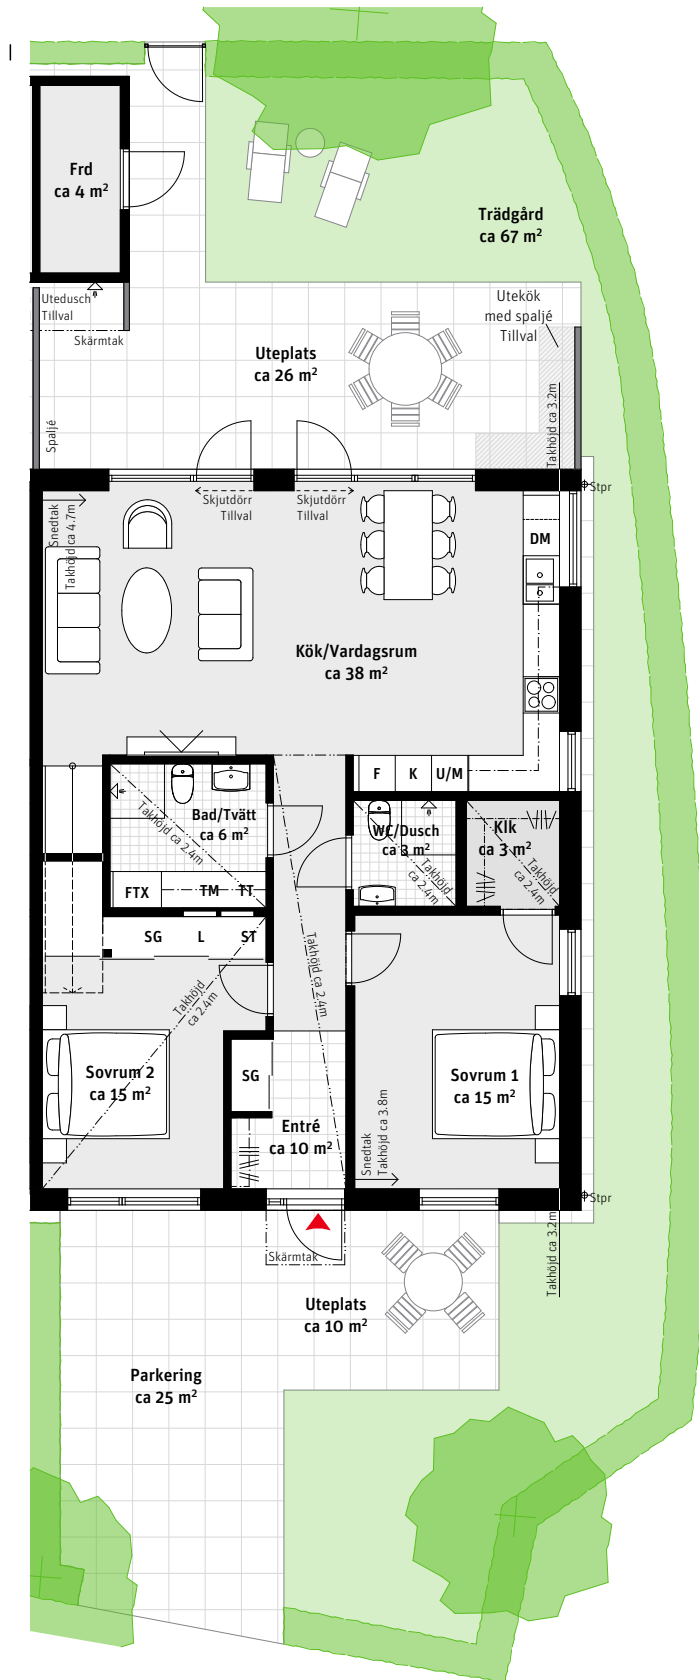 Frd
ca 4 m²
Trädgård
ca 67 m²
Utedusch
Tillval
Skärmtak
Utekök
med spaljé
Tillval
Uteplats
ca 26 m²
Spaljé
Takhöjd ca 3.2m
Skjutdörr
Tillval
Skjutdörr
Tillval
Stpr
Snedtak
Takhöjd ca 4.7m
DM
Kök/Vardagsrum
ca 38 m²
F
K
U/M
Bad/Tvätt
ca 6 m²
Takhöjd ca 2.4m
WC/Dusch
ca 3 m²
Takhöjd
ca 2.4m
Klk
ca 3 m²
Takhöjd
ca 2.4m
FTX
TM
TT
SG
L
ST
Takhöjd ca 2.4m
Takhöjd
ca 2.4m
Sovrum 2
ca 15 m²
SG
Sovrum 1
ca 15 m²
Entré
ca 10 m²
Snedtak
Takhöjd ca 3.8m
Stpr
Skärmtak
Takhöjd ca 3.2m
Uteplats
ca 10 m²
Parkering
ca 25 m²